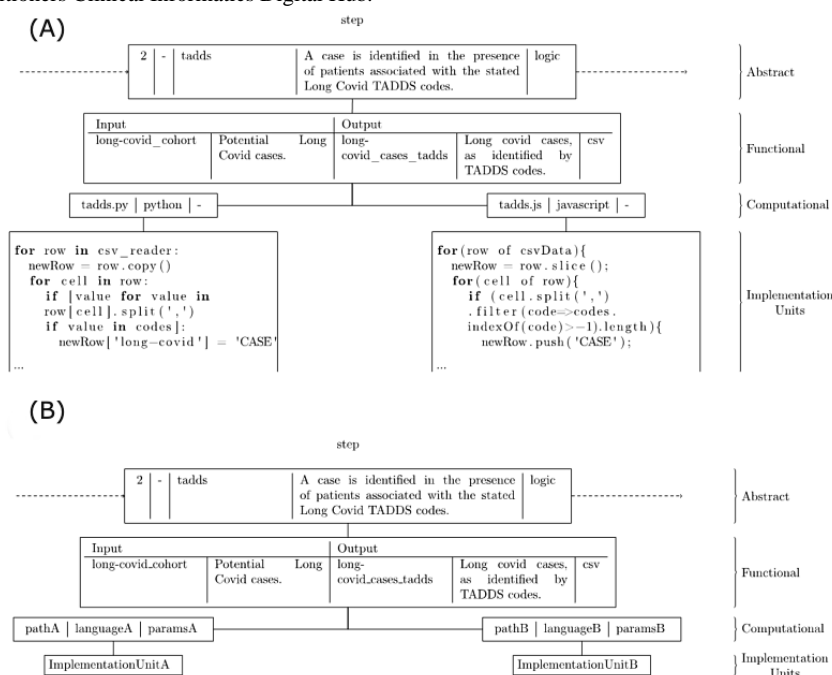 Clinical Informatics Digital Hub.
(A)
step
2 | - | tadds
A case is identified in the presence
of patients associated with the stated
Long Covid TADDS codes.
logic
Abstract
Input
Output
long-covid_cohort
Potential Long
Covid cases.
long-
covid_cases_tadds
Long covid cases,
as identified by
TADDS codes.
csv
Functional
tadds.py | python | -
tadds.js | javascript | -
Computational
for row in csv_reader:
newRow = row.copy()
for cell in row:
if [value for value in
row[cell].split(',')
if value in codes]:
newRow['long-covid'] = 'CASE'
...
for(row of csvData){
newRow = row.slice();
for(cell of row){
if (cell.split(',')
.filter(code=>codes.
indexOf(code)>-1).length){
newRow.push('CASE');
...
Implementation
Units
(B)
step
2 | - | tadds
A case is identified in the presence
of patients associated with the stated
Long Covid TADDS codes.
logic
Abstract
Input
Output
long-covid_cohort
Potential Long
Covid cases.
long-
covid_cases_tadds
Long covid cases,
as identified by
TADDS codes.
csv
Functional
pathA | languageA | paramsA
pathB | languageB | paramsB
Computational
ImplementationUnitA
ImplementationUnitB
Implementation
Units